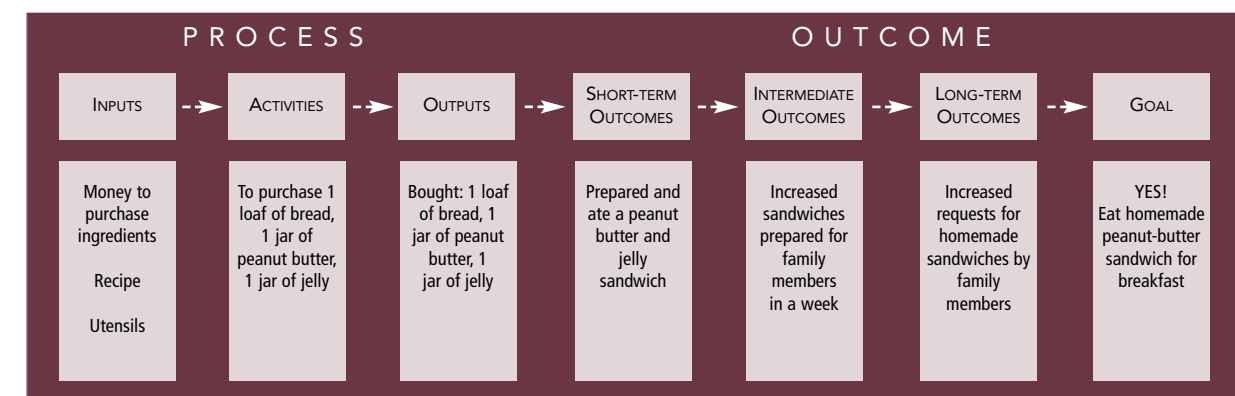 PROCESS
OUTCOME
INPUTS
ACTIVITIES
OUTPUTS
SHORT-TERM
OUTCOMES
INTERMEDIATE
OUTCOMES
LONG-TERM
OUTCOMES
GOAL
Money to
purchase
ingredients
Recipe
Utensils
To purchase 1
loaf of bread,
1 jar of
peanut butter,
1 jar of jelly
Bought: 1 loaf
of bread, 1
jar of peanut
butter, 1
jar of jelly
Prepared and
ate a peanut
butter and
jelly
sandwich
Increased
sandwiches
prepared for
family
members
in a week
Increased
requests for
homemade
sandwiches by
family
members
YES!
Eat homemade
peanut-butter
sandwich for
breakfast